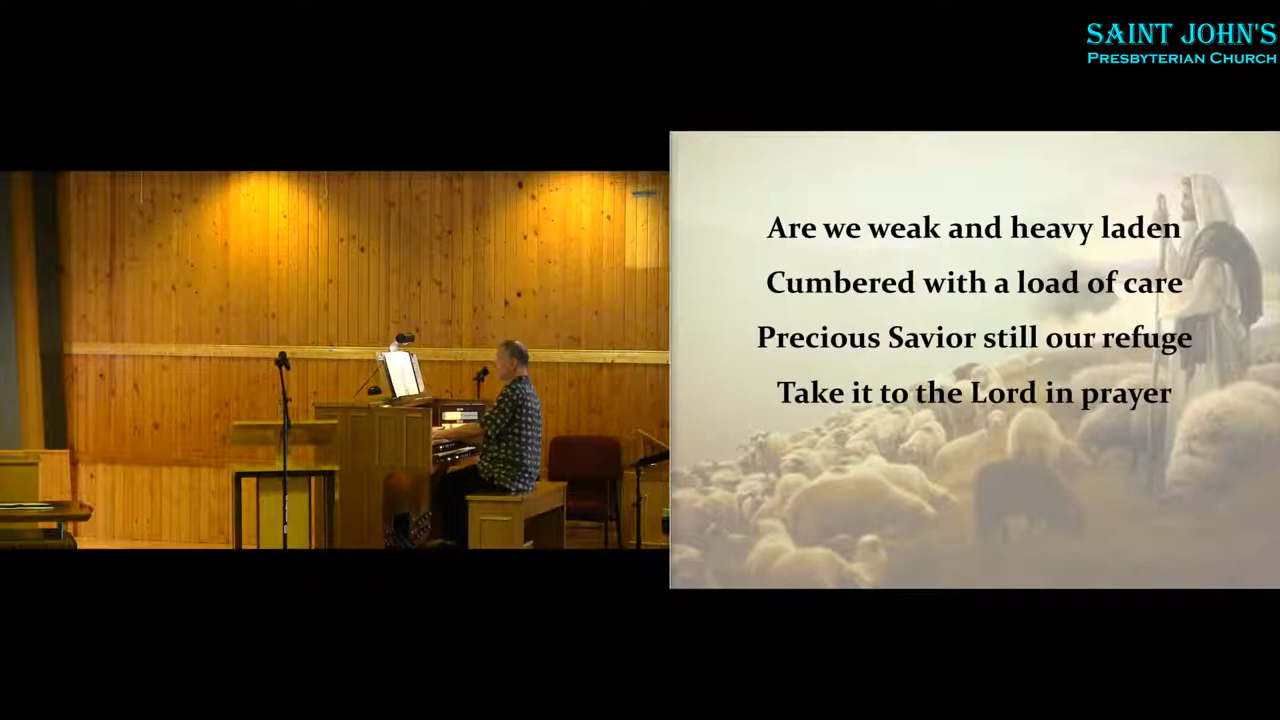 SAINT JOHN'S
PRESBYTERIAN CHURCH
Are we weak and heavy laden
Cumbered with a load of care
Precious Savior still our refuge
Take it to the Lord in prayer